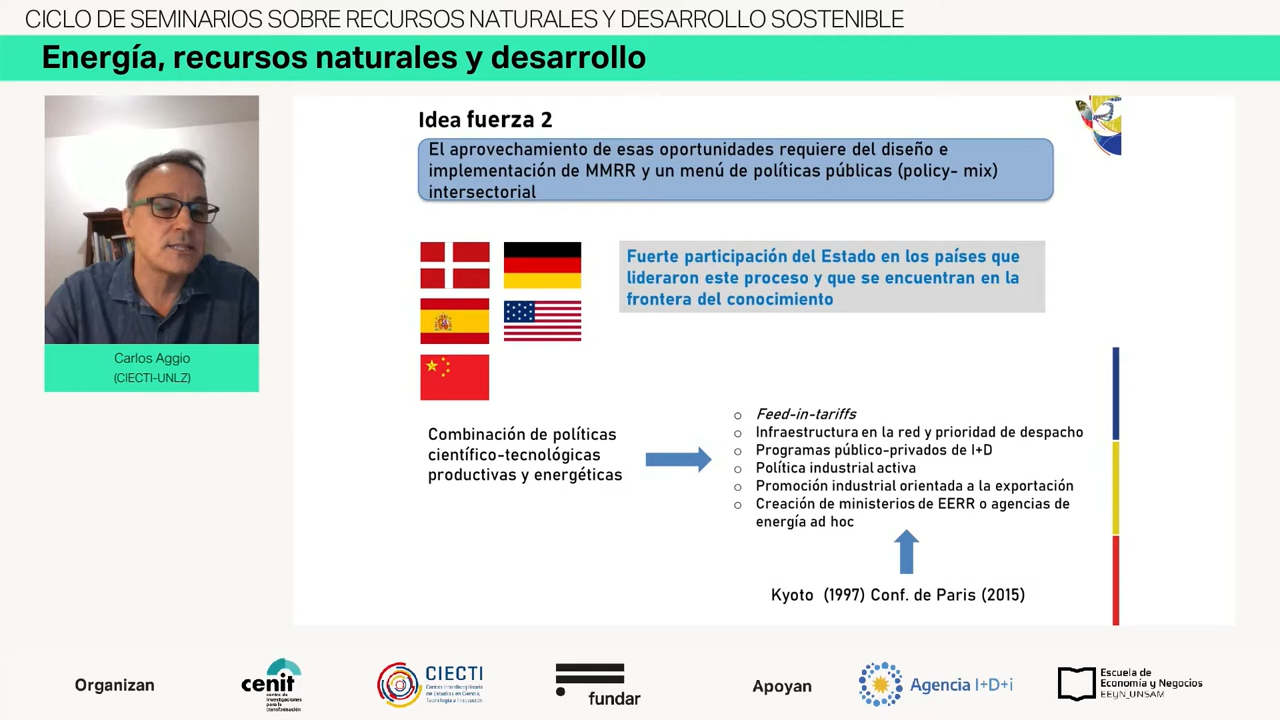 CICLO DE SEMINARIOS SOBRE RECURSOS NATURALES Y DESARROLLO SOSTENIBLE
Energía, recursos naturales y desarrollo
Idea fuerza 2
El aprovechamiento de esas oportunidades requiere del diseño e
implementación de MMRR y un menú de políticas públicas (policy- mix)
intersectorial
Fuerte participación del Estado en los países que
lideraron este proceso y que se encuentran en la
frontera del conocimiento
Carlos Aggio
(CIECTI-UNLZ)
Combinación de políticas
científico-tecnológicas
productivas y energéticas
Feed-in-tariffs
Infraestructura en la red y prioridad de despacho
Programas público-privados de I+D
Política industrial activa
Promoción industrial orientada a la exportación
Creación de ministerios de EERR o agencias de
energía ad hoc
Kyoto (1997) Conf. de Paris (2015)
Organizan
cenit
centro de
investigaciones
para la
transformación
CIECTI
Centro Interdisciplinario
de Estudios en Ciencia,
Tecnología e Innovación
fundar
Apoyan
Agencia I+D+i
Escuela de
Economía y Negocios
EEYN_UNSAM